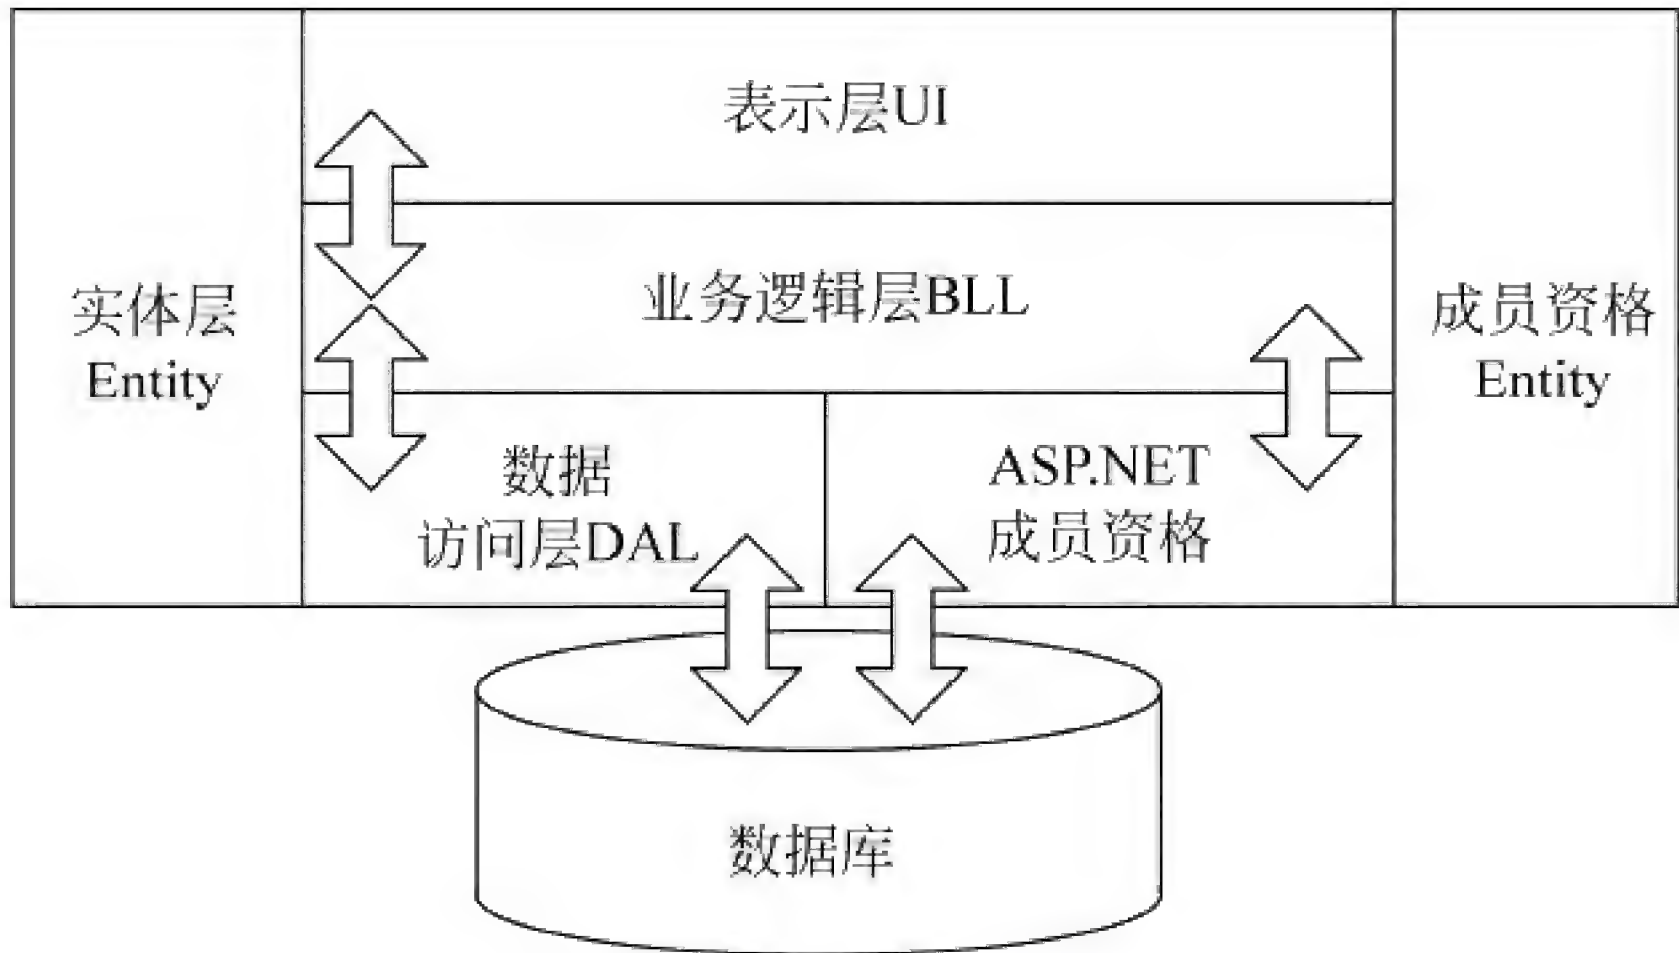 表示层UI
业务逻辑层BLL
实体层
Entity
成员资格
Entity
数据
访问层DAL
ASP.NET
成员资格
数据库